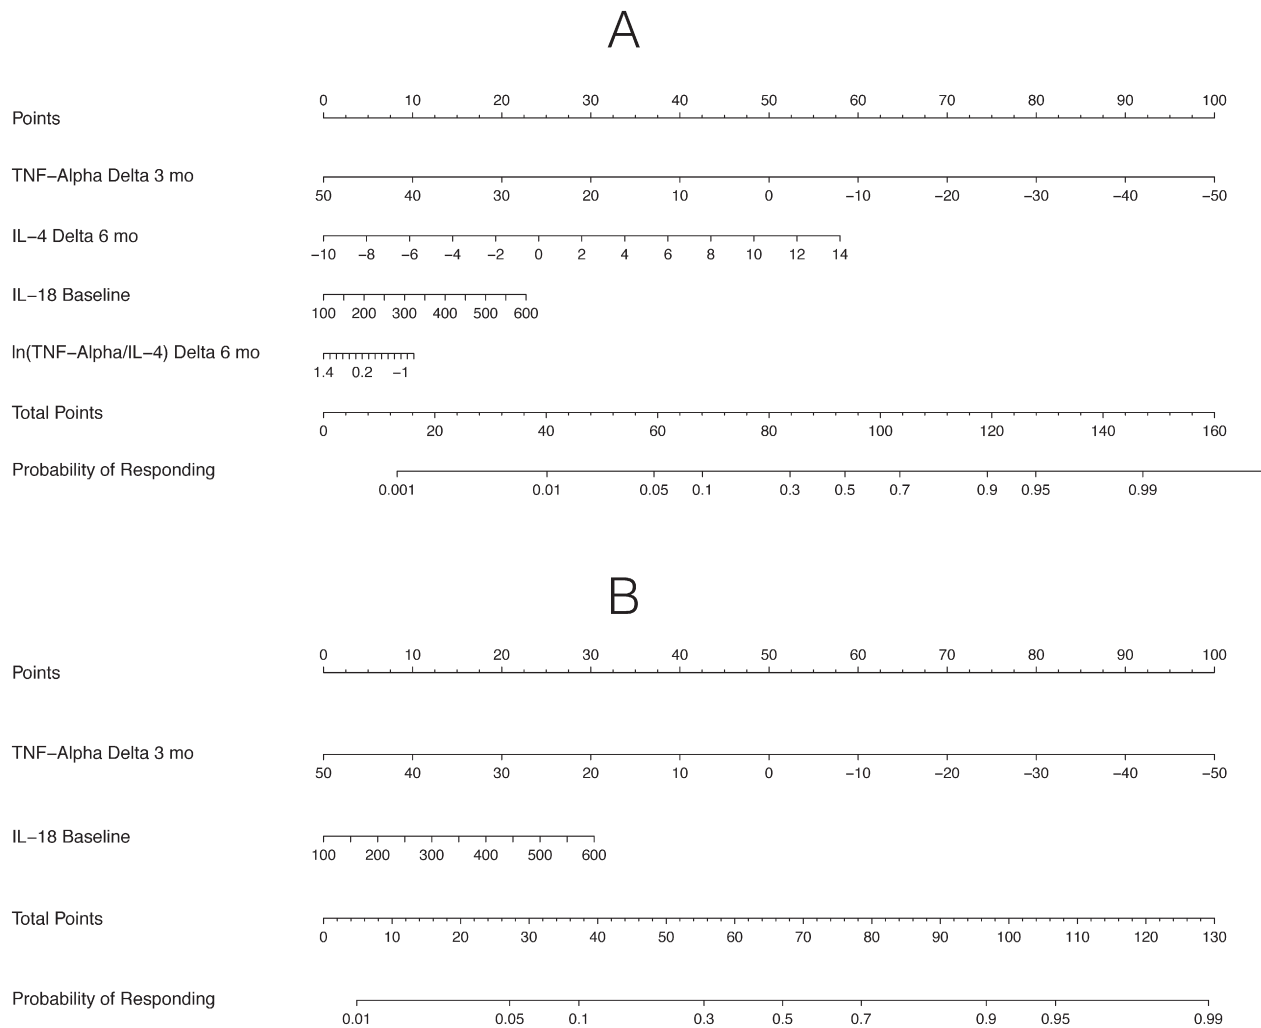 A
0 10 20 30 40 50 60 70 80 90 100
Points
TNF−Alpha Delta 3 mo
50 40 30 20 10 0 −10 −20 −30 −40 −50
IL−4 Delta 6 mo
−10 −8 −6 −4 −2 0 2 4 6 8 10 12 14
IL−18 Baseline
100 200 300 400 500 600
ln(TNF−Alpha/IL−4) Delta 6 mo
1.4 0.2 −1
Total Points
0 20 40 60 80 100 120 140 160
Probability of Responding
0.001 0.01 0.05 0.1 0.3 0.5 0.7 0.9 0.95 0.99
B
0 10 20 30 40 50 60 70 80 90 100
Points
TNF−Alpha Delta 3 mo
50 40 30 20 10 0 −10 −20 −30 −40 −50
IL−18 Baseline
100 200 300 400 500 600
Total Points
0 10 20 30 40 50 60 70 80 90 100 110 120 130
Probability of Responding
0.01 0.05 0.1 0.3 0.5 0.7 0.9 0.95 0.99